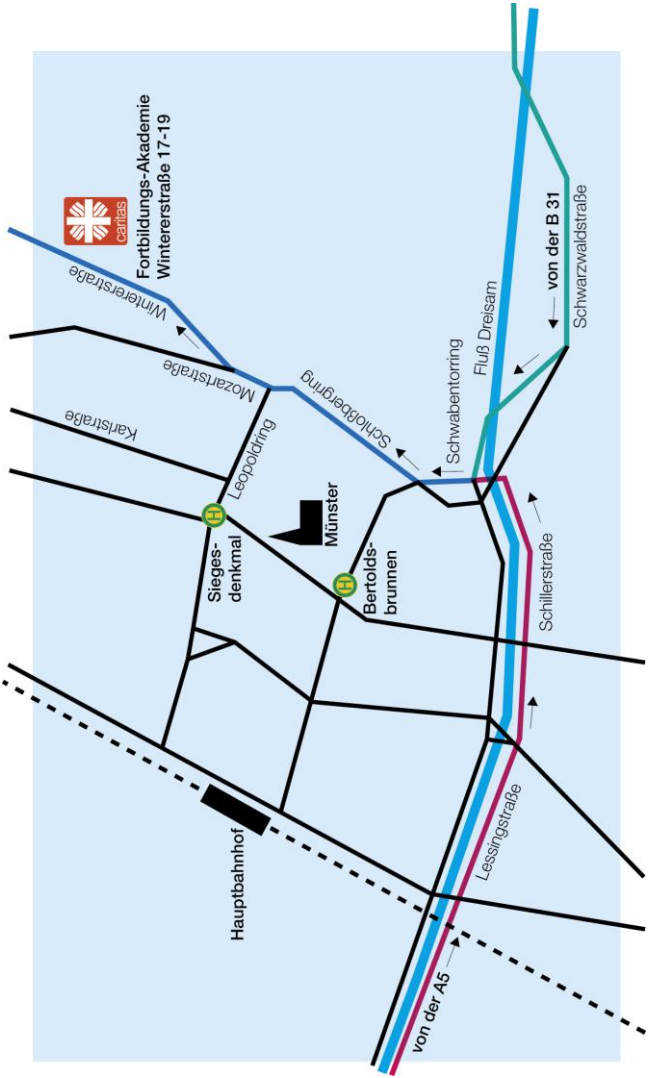 caritas
Fortbildungs-Akademie
Wintererstraße 17-19
Wintererstraße
Mozartstraße
Karlstraße
Leopoldring
Schloßbergring
H
Sieges-
denkmal
Münster
H
Bertolds-
brunnen
Schwabentorring
Fluß Dreisam
von der B 31
Schwarzwaldstraße
Hauptbahnhof
Schillerstraße
Lessingstraße
von der A5